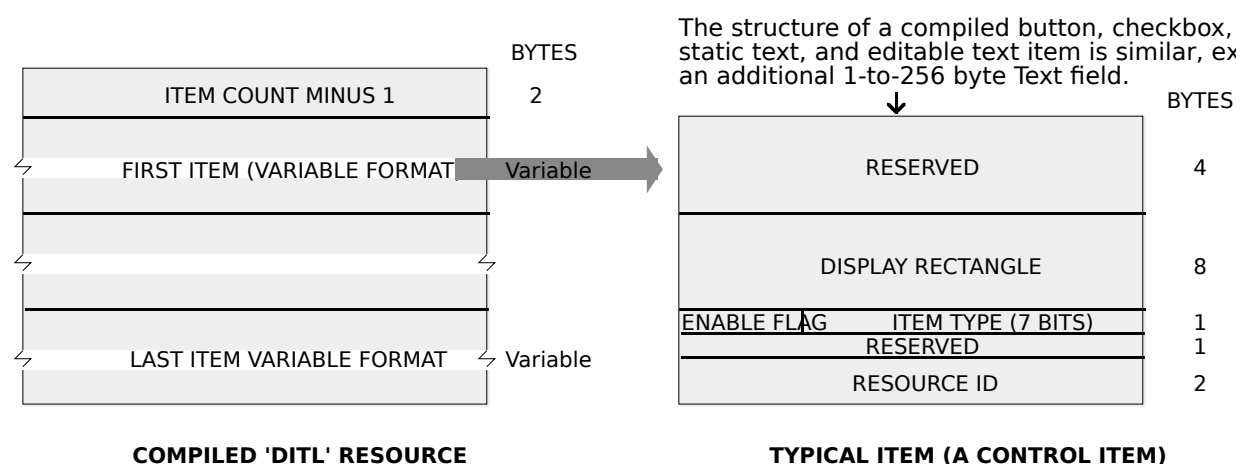 The structure of a compiled button, checkbox,
static text, and editable text item is similar, ex
an additional 1-to-256 byte Text field.
BYTES
ITEM COUNT MINUS 1 2
FIRST ITEM (VARIABLE FORMAT Variable
LAST ITEM VARIABLE FORMAT Variable
COMPILED 'DITL' RESOURCE
BYTES
RESERVED 4
DISPLAY RECTANGLE 8
ENABLE FLAG ITEM TYPE (7 BITS) 1
RESERVED 1
RESOURCE ID 2
TYPICAL ITEM (A CONTROL ITEM)